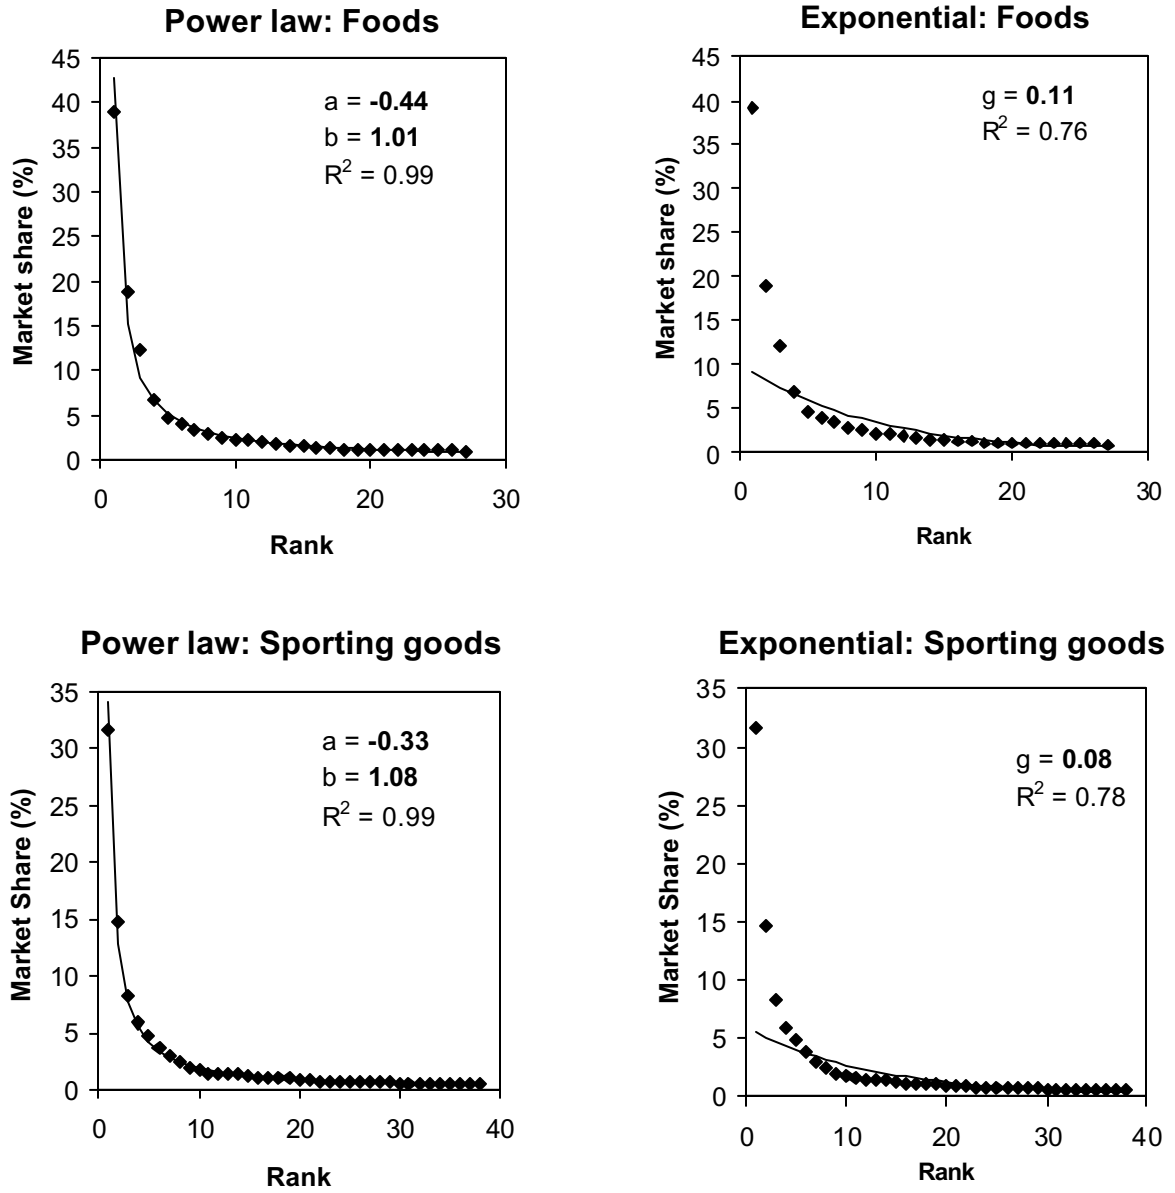 Power law: Foods
Market share (%)
45
40
35
30
25
20
15
10
5
0
a = -0.44
b = 1.01
R² = 0.99
0 10 20 30
Rank
Exponential: Foods
Market share (%)
45
40
35
30
25
20
15
10
5
0
g = 0.11
R² = 0.76
0 10 20 30
Rank
Power law: Sporting goods
Market Share (%)
35
30
25
20
15
10
5
0
a = -0.33
b = 1.08
R² = 0.99
0 10 20 30 40
Rank
Exponential: Sporting goods
Market Share (%)
35
30
25
20
15
10
5
0
g = 0.08
R² = 0.78
0 10 20 30 40
Rank